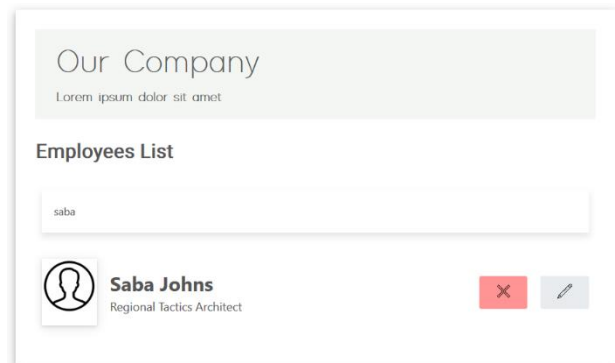 Our Company
Lorem ipsum dolor sit amet
Employees List
saba
Saba Johns
Regional Tactics Architect